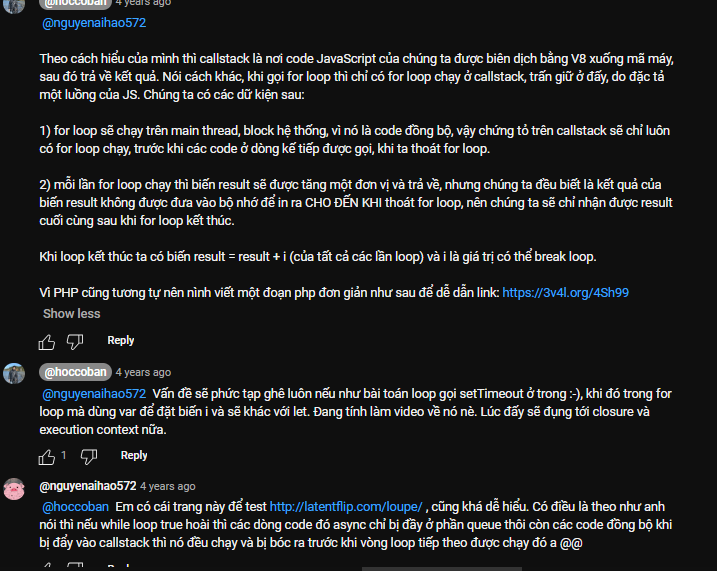 @hoccoban 4 years ago
@nguyenaihao572
Theo cách hiểu của mình thì callstack là nơi code JavaScript của chúng ta được biên dịch bằng V8 xuống mã máy,
sau đó trả về kết quả. Nói cách khác, khi gọi for loop thì chỉ có for loop chạy ở callstack, trấn giữ ở đấy, do đặc tả
một luồng của JS. Chúng ta có các dữ kiện sau:
1) for loop sẽ chạy trên main thread, block hệ thống, vì nó là code đồng bộ, vậy chứng tỏ trên callstack sẽ chỉ luôn
có for loop chạy, trước khi các code ở dòng kế tiếp được gọi, khi ta thoát for loop.
2) mỗi lần for loop chạy thì biến result sẽ được tăng một đơn vị và trả về, nhưng chúng ta đều biết là kết quả của
biến result không được đưa vào bộ nhớ để in ra CHO ĐẾN KHI thoát for loop, nên chúng ta sẽ chỉ nhận được result
cuối cùng sau khi for loop kết thúc.
Khi loop kết thúc ta có biến result = result + i (của tất cả các lần loop) và i là giá trị có thể break loop.
Vì PHP cũng tương tự nên nình viết một đoạn php đơn giản như sau để dễ dẫn link: https://3v4l.org/4Sh99
Show less
Reply
@hoccoban 4 years ago
@nguyenaihao572 Vấn đề sẽ phức tạp ghê luôn nếu như bài toán loop gọi setTimeout ở trong :-), khi đó trong for
loop mà dùng var để đặt biến i và sẽ khác với let. Đang tính làm video về nó nè. Lúc đấy sẽ đụng tới closure và
execution context nữa.
1 Reply
@nguyenaihao572 4 years ago
@hoccoban Em có cái trang này để test http://latentflip.com/loupe/ , cũng khá dễ hiểu. Có điều là theo như anh
nói thì nếu while loop true hoài thì các dòng code đó async chỉ bị đầy ở phần queue thôi còn các code đồng bộ khi
bị đẩy vào callstack thì nó đều chạy và bị bóc ra trước khi vòng loop tiếp theo được chạy đó a @@